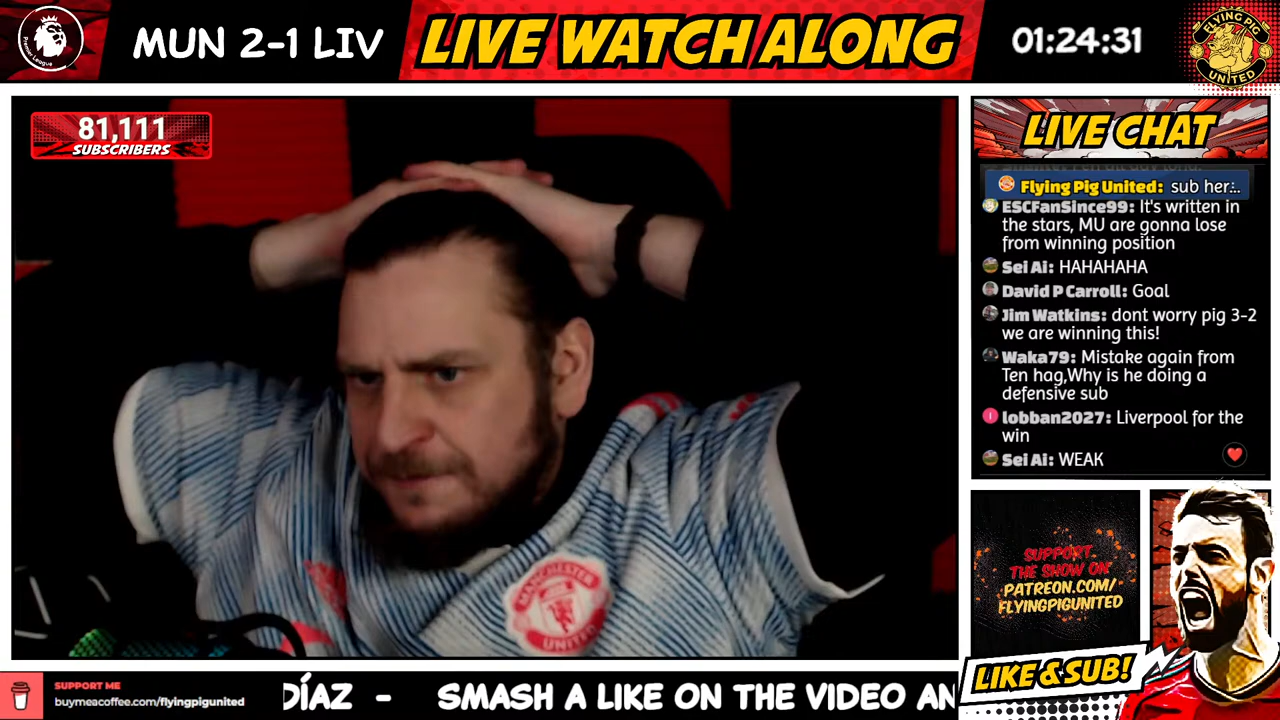 Premier League
MUN 2-1 LIV
LIVE WATCH ALONG
01:24:31
FLYING PIG
UNITED
81,111
SUBSCRIBERS
LIVE CHAT
Flying Pig United: sub her...
ESCFanSince99: It's written in
the stars, MU are gonna lose
from winning position
Sei Ai: HAHAHAHA
David P Carroll: Goal
Jim Watkins: dont worry pig 3-2
we are winning this!
Waka79: Mistake again from
Ten hag,Why is he doing a
defensive sub
lobban2027: Liverpool for the
win
Sei Ai: WEAK
MANCHESTER
UNITED
SUPPORT
THE SHOW ON
PATREON.COM/
FLYINGPIGUNITED
LIKE & SUB!
SUPPORT ME
buymeacoffee.com/flyingpigunited
DÍAZ - SMASH A LIKE ON THE VIDEO AN